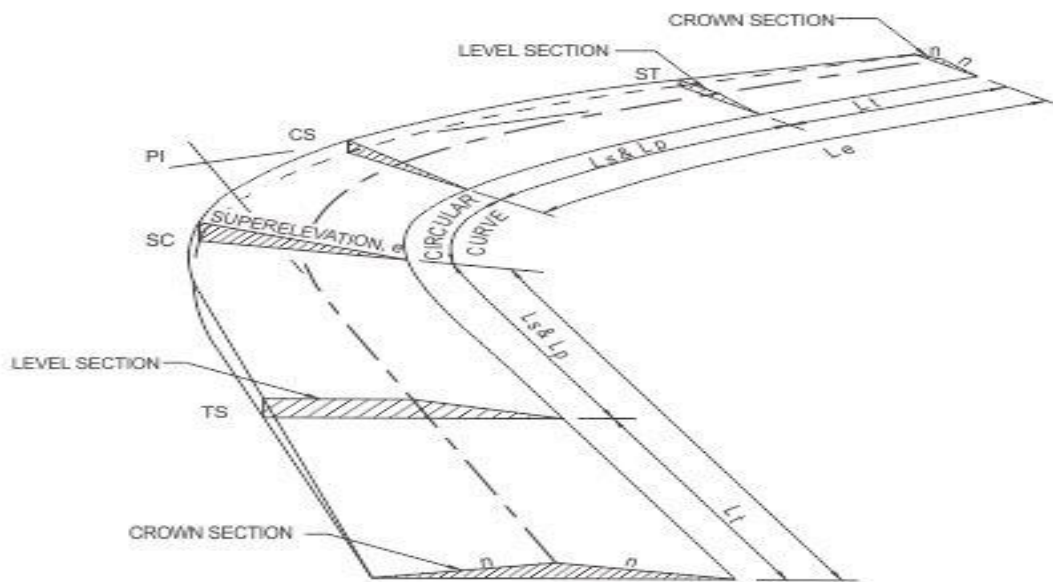 CROWN SECTION
LEVEL SECTION
n
n
ST
Lt
CS
Ls& Lp
Le
PI
CIRCULAR
CURVE
SUPERELEVATION, e
SC
Ls& Lp
LEVEL SECTION
TS
Lt
CROWN SECTION
n
n